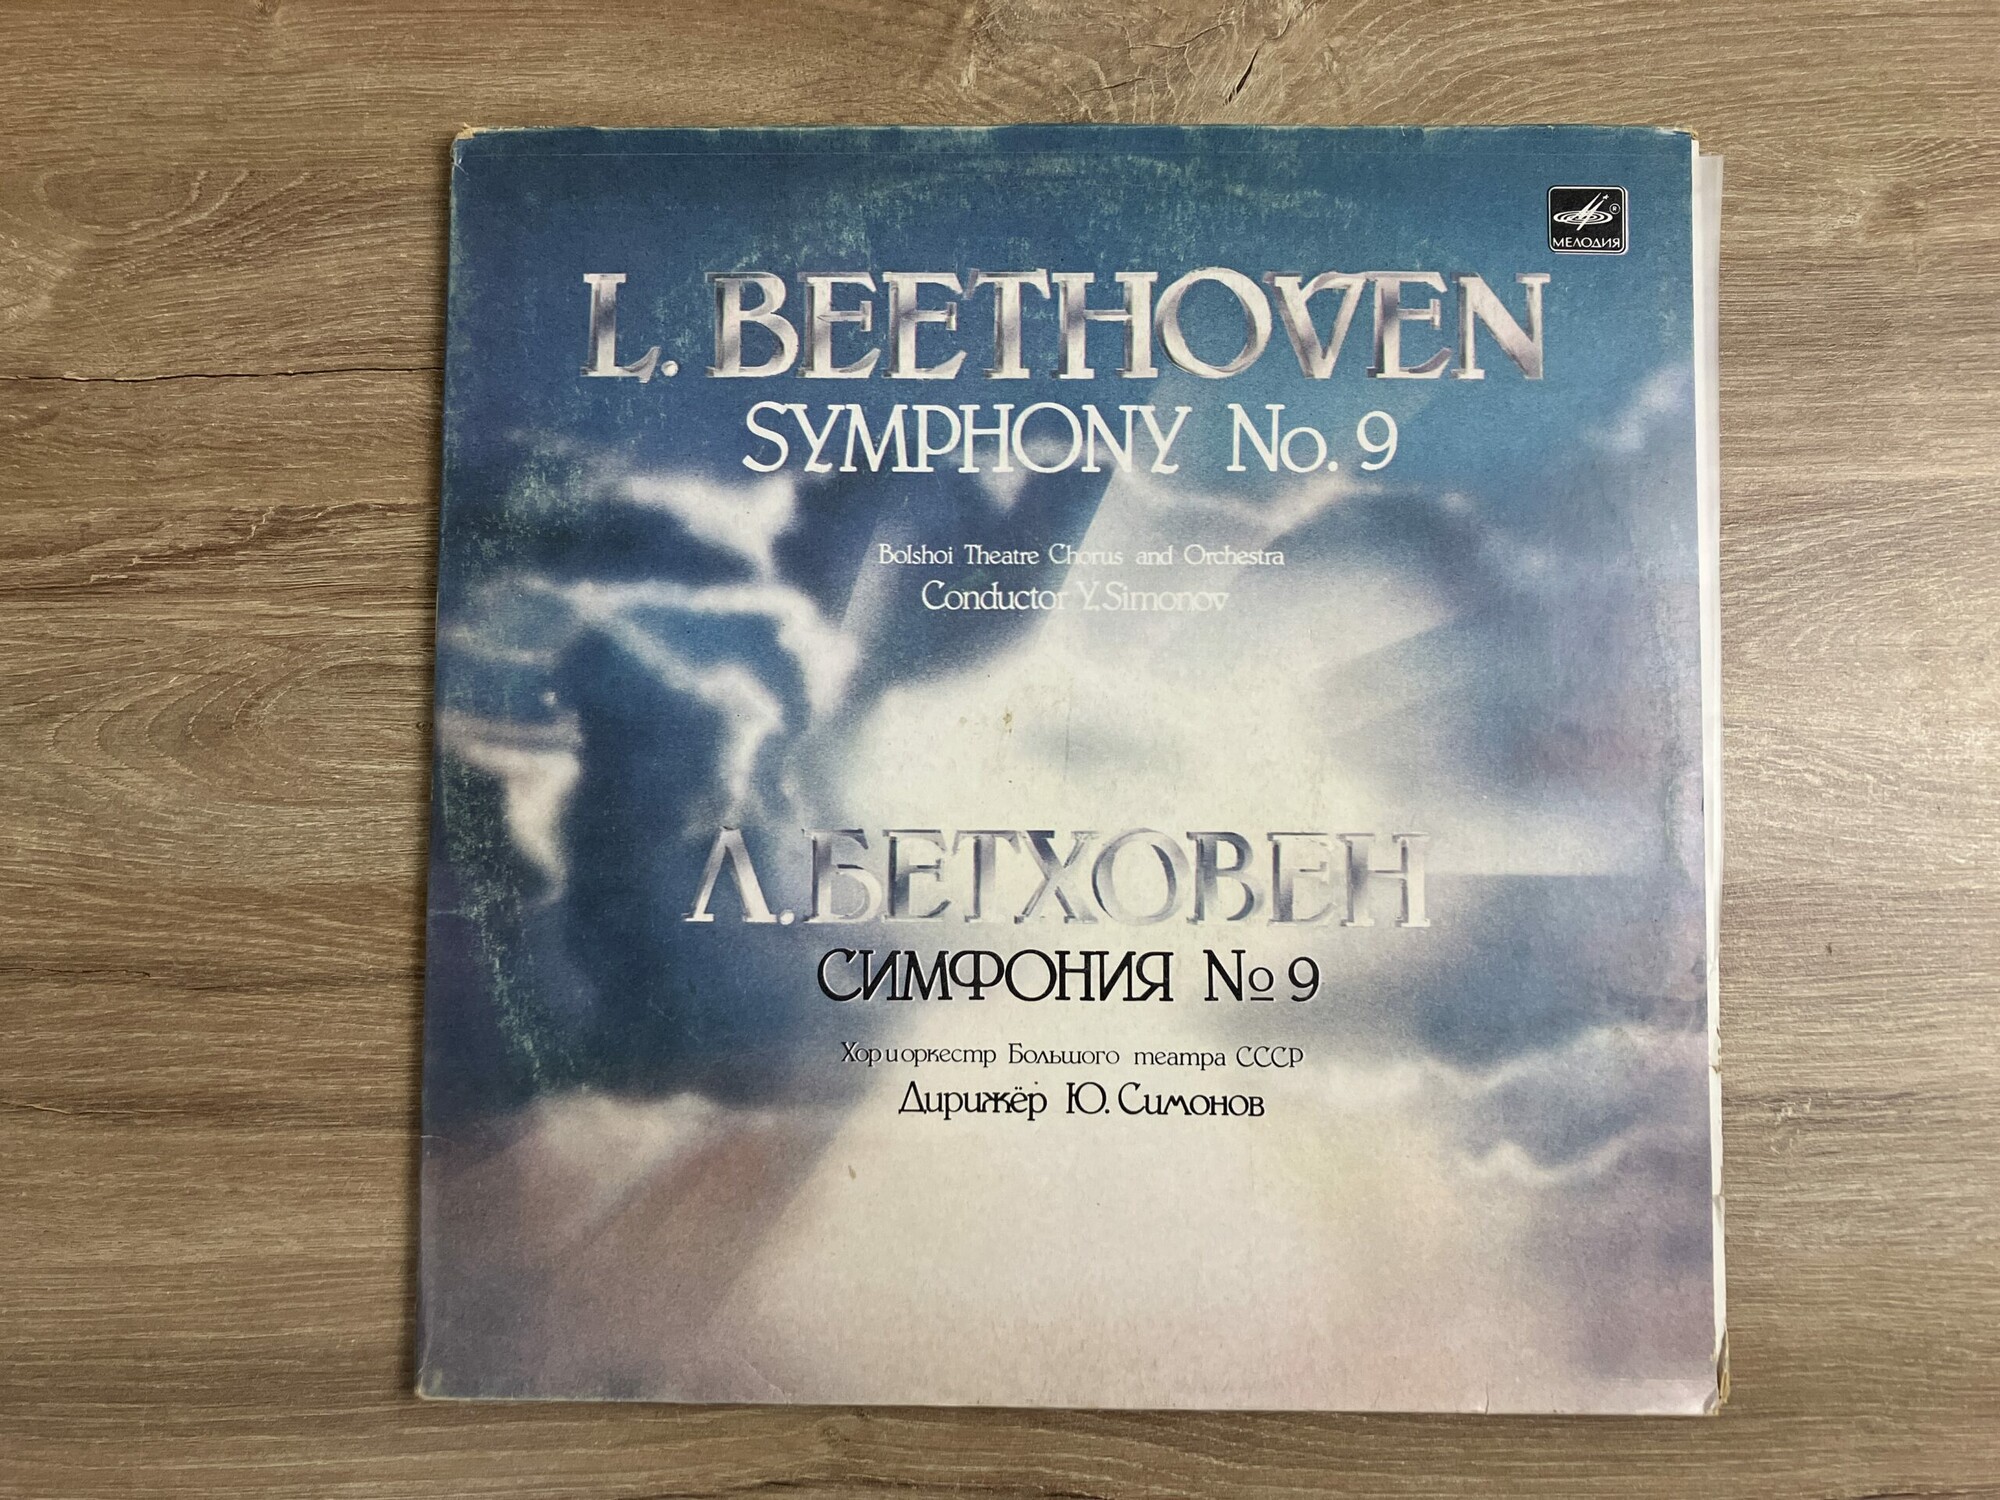 МЕЛОДИЯ
L. BEETHOVEN
SYMPHONY No. 9
Bolshoi Theatre Chorus and Orchestra
Conductor Y. Simonov
Л. БЕТХОВЕН
СИМФОНИЯ № 9
Хор и оркестр Большого театра СССР
Дирижёр Ю. Симонов